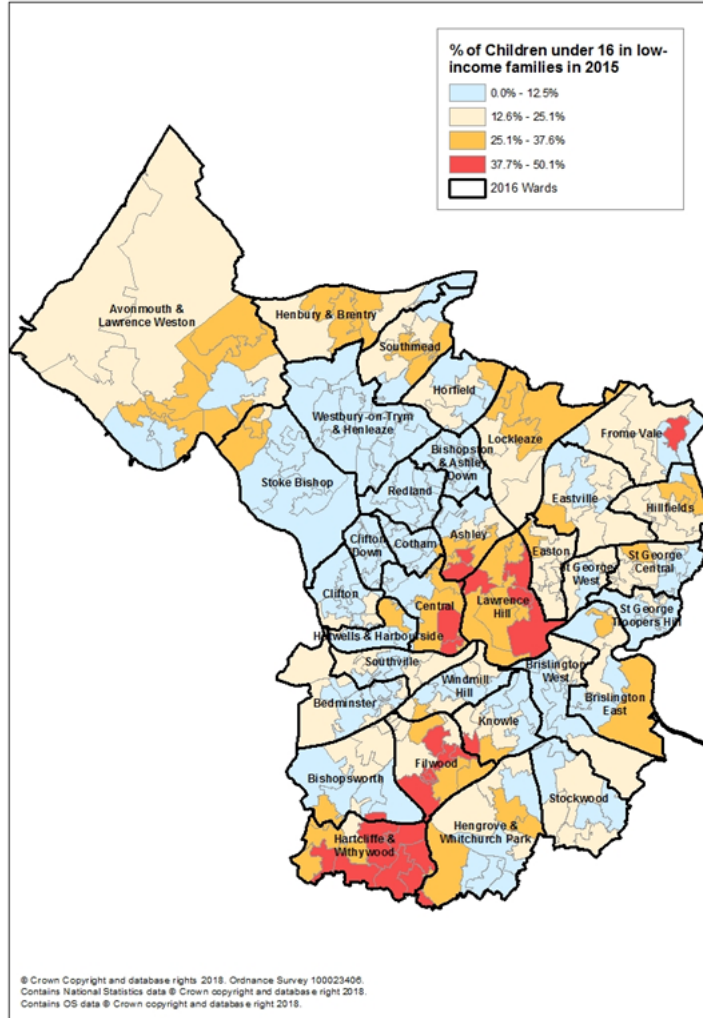 % of Children under 16 in low-
income families in 2015
0.0% - 12.5%
12.6% - 25.1%
25.1% - 37.6%
37.7% - 50.1%
2016 Wards
Avonmouth &
Lawrence Weston
Henbury & Brentry
Southmead
Horfield
Westbury-on-Trym
& Henleaze
Lockleaze
Frome Vale
Bishopston
& Ashley
Down
Stoke Bishop
Redland
Eastville
Hillfields
Ashley
Clifton
Down
Cotham
Easton
St George
Central
St George
West
Clifton
Central
Lawrence
Hill
St George
Troopers Hill
Hotwells & Harbourside
Southville
Brislington
West
Windmill
Hill
Bedminster
Brislington
East
Knowle
Filwood
Bishopsworth
Stockwood
Hengrove &
Whitchurch Park
Hartcliffe &
Withywood
© Crown Copyright and database rights 2018. Ordnance Survey 100023406.
Contains National Statistics data © Crown copyright and database right 2018.
Contains OS data © Crown copyright and database right 2018.